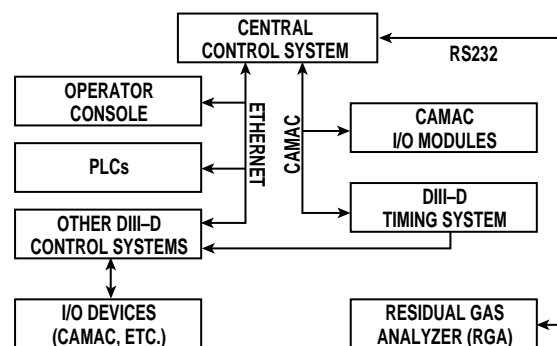 CENTRAL
CONTROL SYSTEM
RS232
OPERATOR
CONSOLE
ETHERNET
CAMAC
CAMAC
I/O MODULES
PLCs
DIII–D
TIMING SYSTEM
OTHER DIII–D
CONTROL SYSTEMS
I/O DEVICES
(CAMAC, ETC.)
RESIDUAL GAS
ANALYZER (RGA)